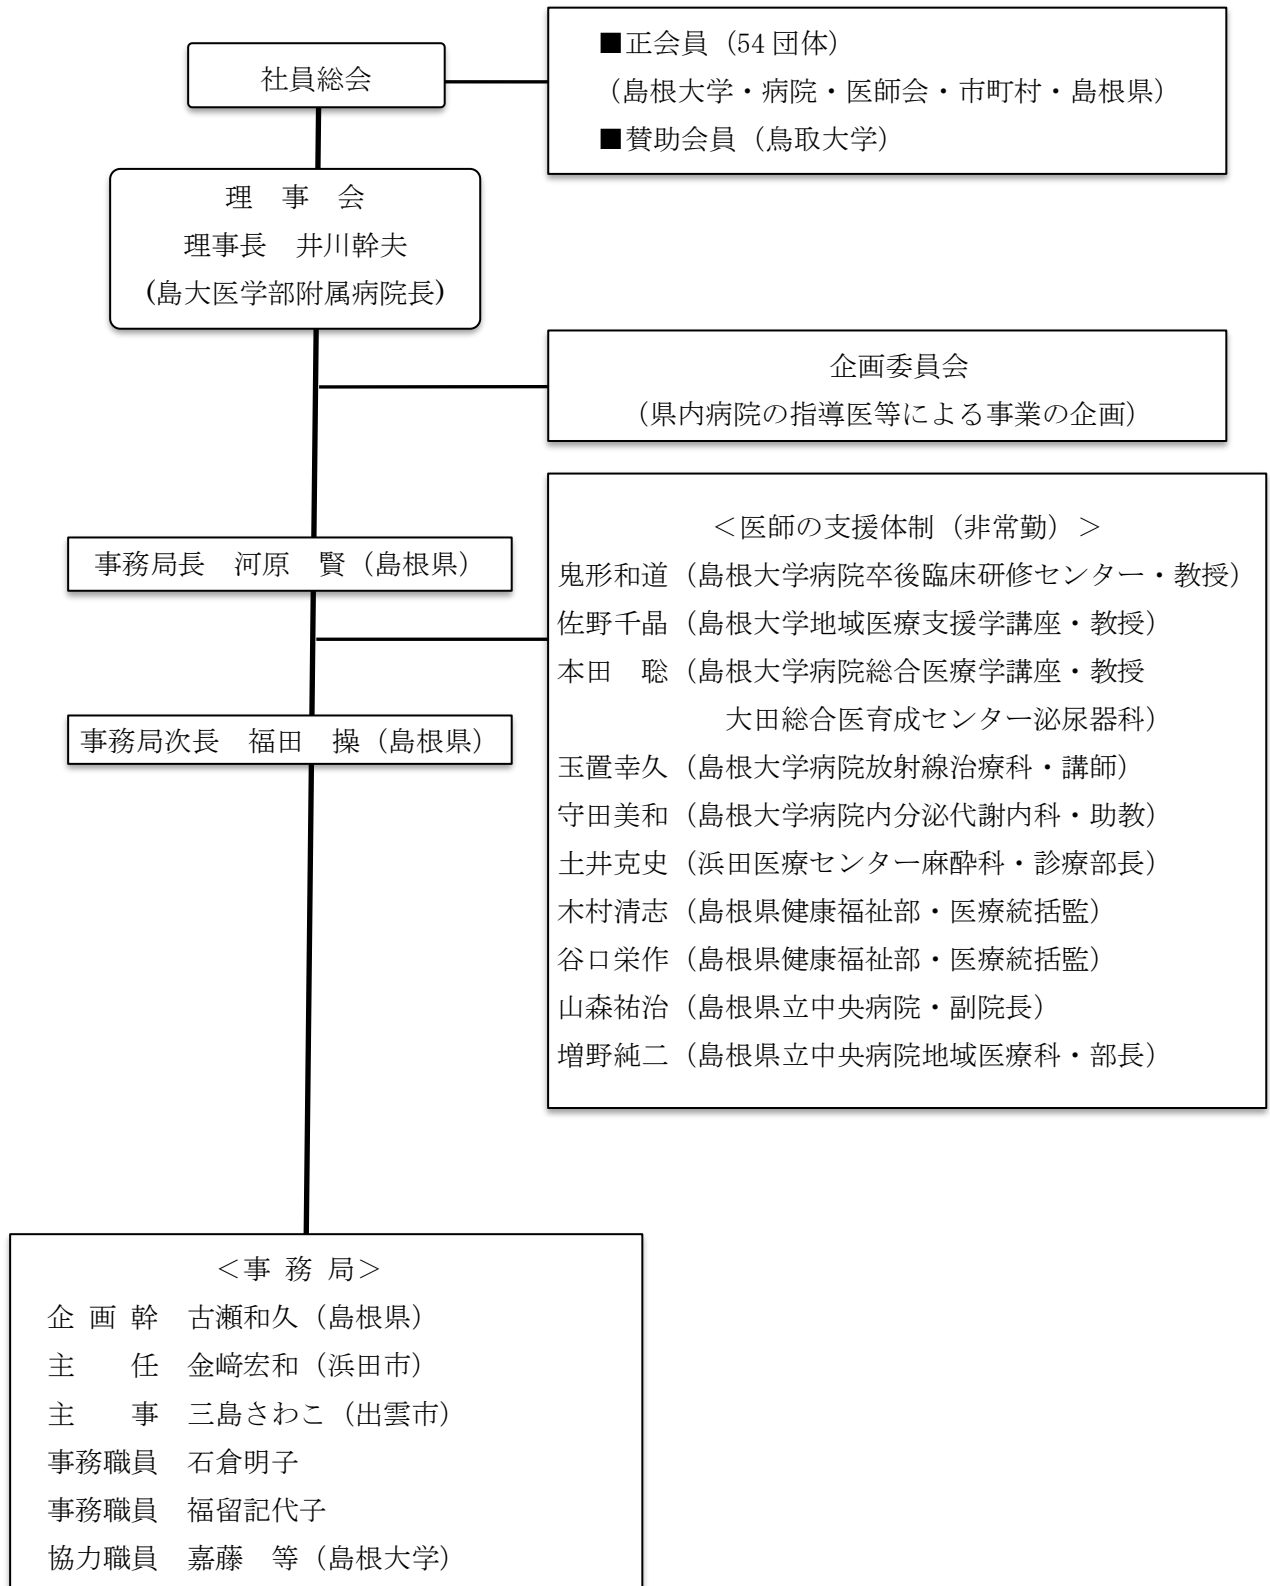 社員総会
■正会員（54 団体）
（島根大学・病院・医師会・市町村・島根県）
■賛助会員（鳥取大学）
理　事　会
理事長　井川幹夫
(島大医学部附属病院長)
企画委員会
（県内病院の指導医等による事業の企画）
事務局長　河原　賢（島根県）
事務局次長　福田　操（島根県）
＜医師の支援体制（非常勤）＞
鬼形和道（島根大学病院卒後臨床研修センター・教授）
佐野千晶（島根大学地域医療支援学講座・教授）
本田　聡（島根大学病院総合医療学講座・教授
大田総合医育成センター泌尿器科）
玉置幸久（島根大学病院放射線治療科・講師）
守田美和（島根大学病院内分泌代謝内科・助教）
土井克史（浜田医療センター麻酔科・診療部長）
木村清志（島根県健康福祉部・医療統括監）
谷口栄作（島根県健康福祉部・医療統括監）
山森祐治（島根県立中央病院・副院長）
増野純二（島根県立中央病院地域医療科・部長）
＜事 務 局＞
企 画 幹　古瀬和久（島根県）
主　　任　金﨑宏和（浜田市）
主　　事　三島さわこ（出雲市）
事務職員　石倉明子
事務職員　福留記代子
協力職員　嘉藤　等（島根大学）